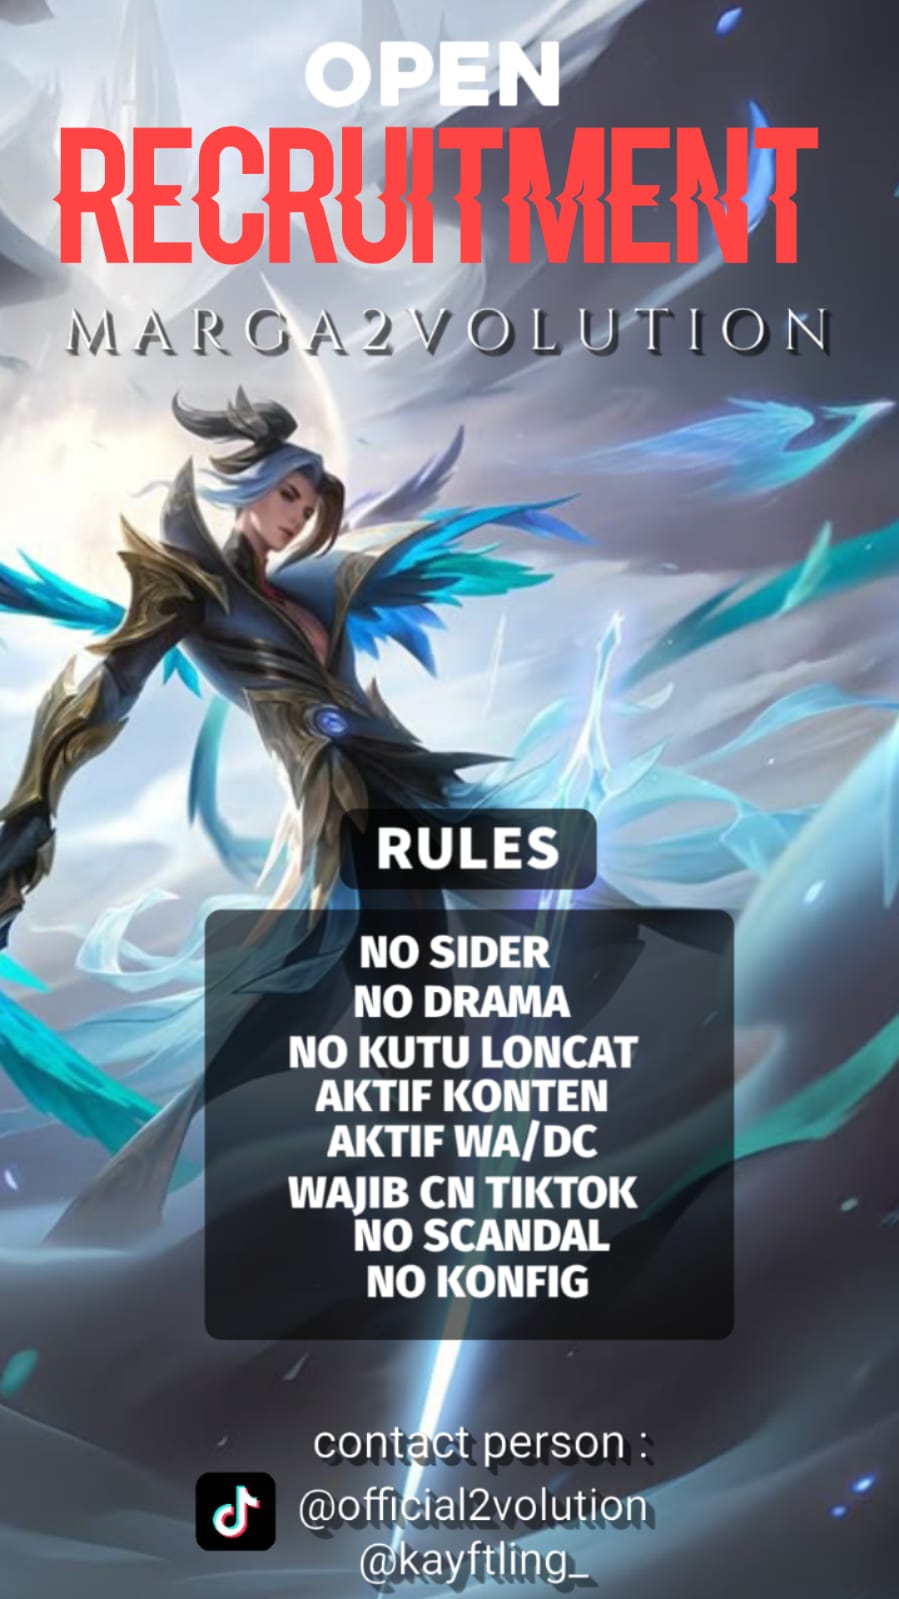 OPEN
RECRUITMENT
MARGA2VOLUTION
RULES
NO SIDER
NO DRAMA
NO KUTU LONCAT
AKTIF KONTEN
AKTIF WA/DC
WAJIB CN TIKTOK
NO SCANDAL
NO KONFIG
contact person :
@official2volution
@kayftling_